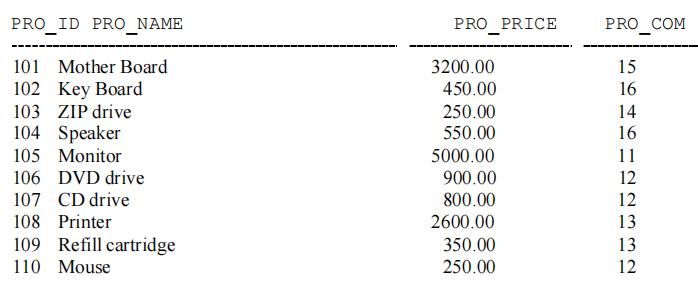 PRO_ID PRO_NAME PRO_PRICE PRO_COM
101 Mother Board 3200.00 15
102 Key Board 450.00 16
103 ZIP drive 250.00 14
104 Speaker 550.00 16
105 Monitor 5000.00 11
106 DVD drive 900.00 12
107 CD drive 800.00 12
108 Printer 2600.00 13
109 Refill cartridge 350.00 13
110 Mouse 250.00 12